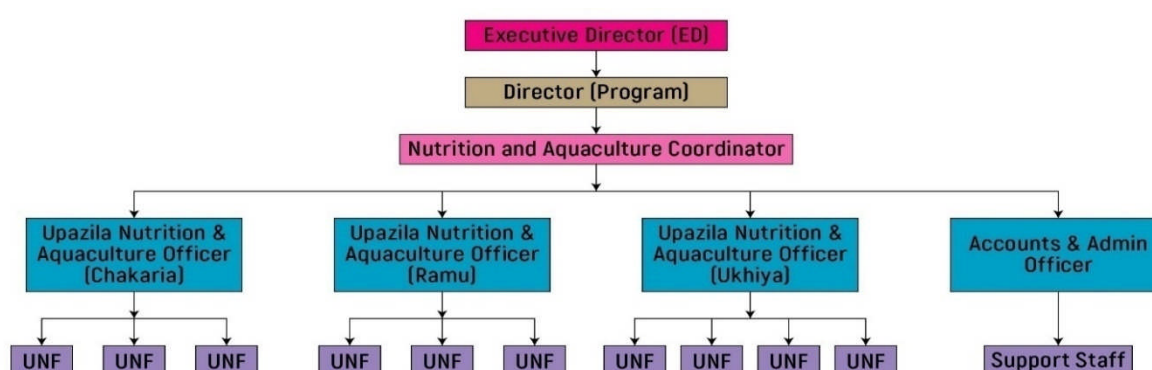 Executive Director (ED)
Director (Program)
Nutrition and Aquaculture Coordinator
Upazila Nutrition &
Aquaculture Officer
(Chakaria)
Upazila Nutrition &
Aquaculture Officer
(Ramu)
Upazila Nutrition &
Aquaculture Officer
(Ukhiya)
Accounts & Admin
Officer
UNF
UNF
UNF
UNF
UNF
UNF
UNF
UNF
UNF
UNF
Support Staff